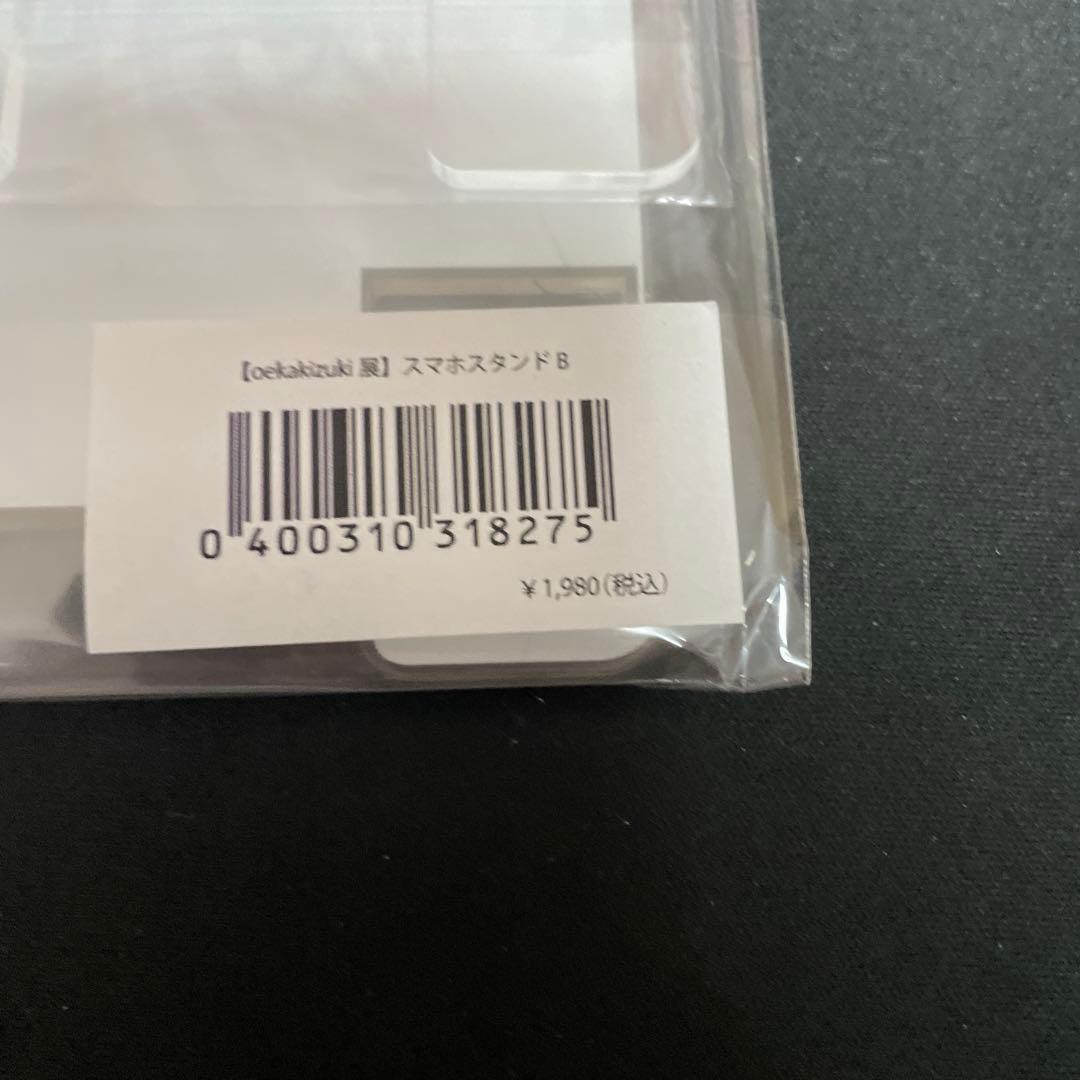 【oekakizuki 展】スマホスタンド B
0 400310 318275
¥ 1,980(税込)